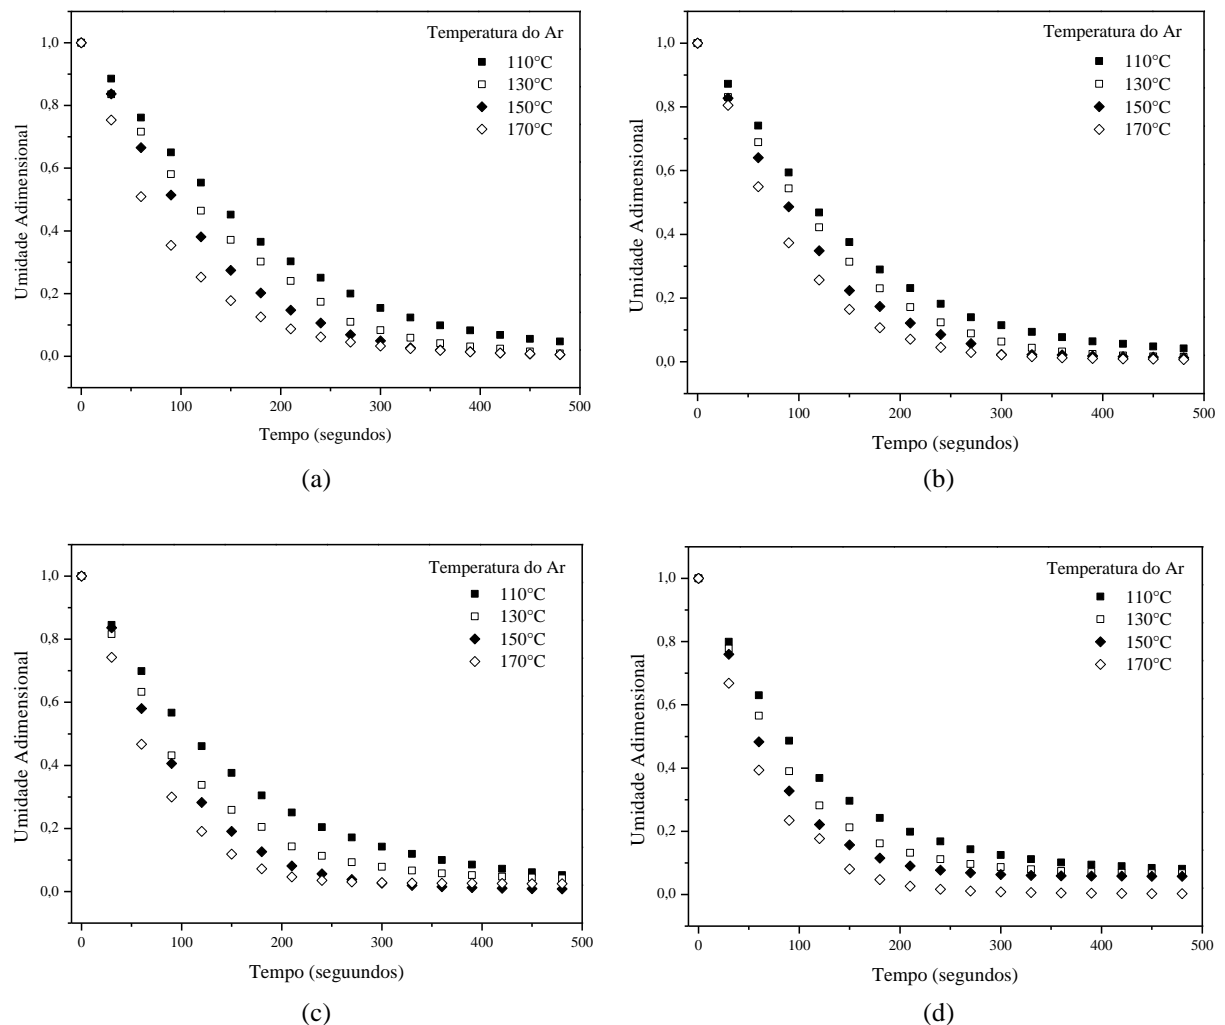 Temperatura do Ar
110°C
130°C
150°C
170°C
1,0
0,8
0,6
0,4
0,2
0,0
Umidade Adimensional
0
100
200
300
400
500
Tempo (segundos)
(a)
Temperatura do Ar
110°C
130°C
150°C
170°C
1,0
0,8
0,6
0,4
0,2
0,0
Umidade Adimensional
0
100
200
300
400
500
Tempo (segundos)
(b)
Temperatura do Ar
110°C
130°C
150°C
170°C
1,0
0,8
0,6
0,4
0,2
0,0
Umidade Adimensional
0
100
200
300
400
500
Tempo (seguundos)
(c)
Temperatura do Ar
110°C
130°C
150°C
170°C
1,0
0,8
0,6
0,4
0,2
0,0
Umidade Adimensional
0
100
200
300
400
500
Tempo (segundos)
(d)